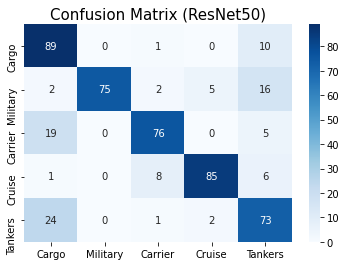 Confusion Matrix (ResNet50)
Cargo 89 0 1 0 10
Military 2 75 2 5 16
Carrier 19 0 76 0 5
Cruise 1 0 8 85 6
Tankers 24 0 1 2 73
Cargo Military Carrier Cruise Tankers
80
70
60
50
40
30
20
10
0